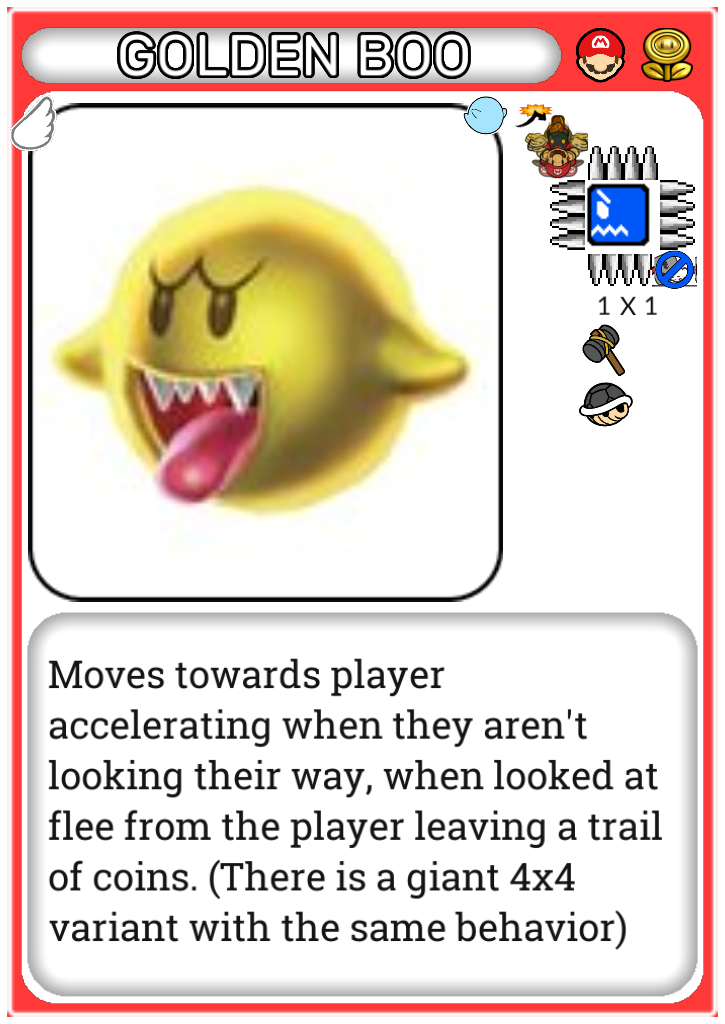 GOLDEN BOO
1 X 1
Moves towards player
accelerating when they aren't
looking their way, when looked at
flee from the player leaving a trail
of coins. (There is a giant 4x4
variant with the same behavior)